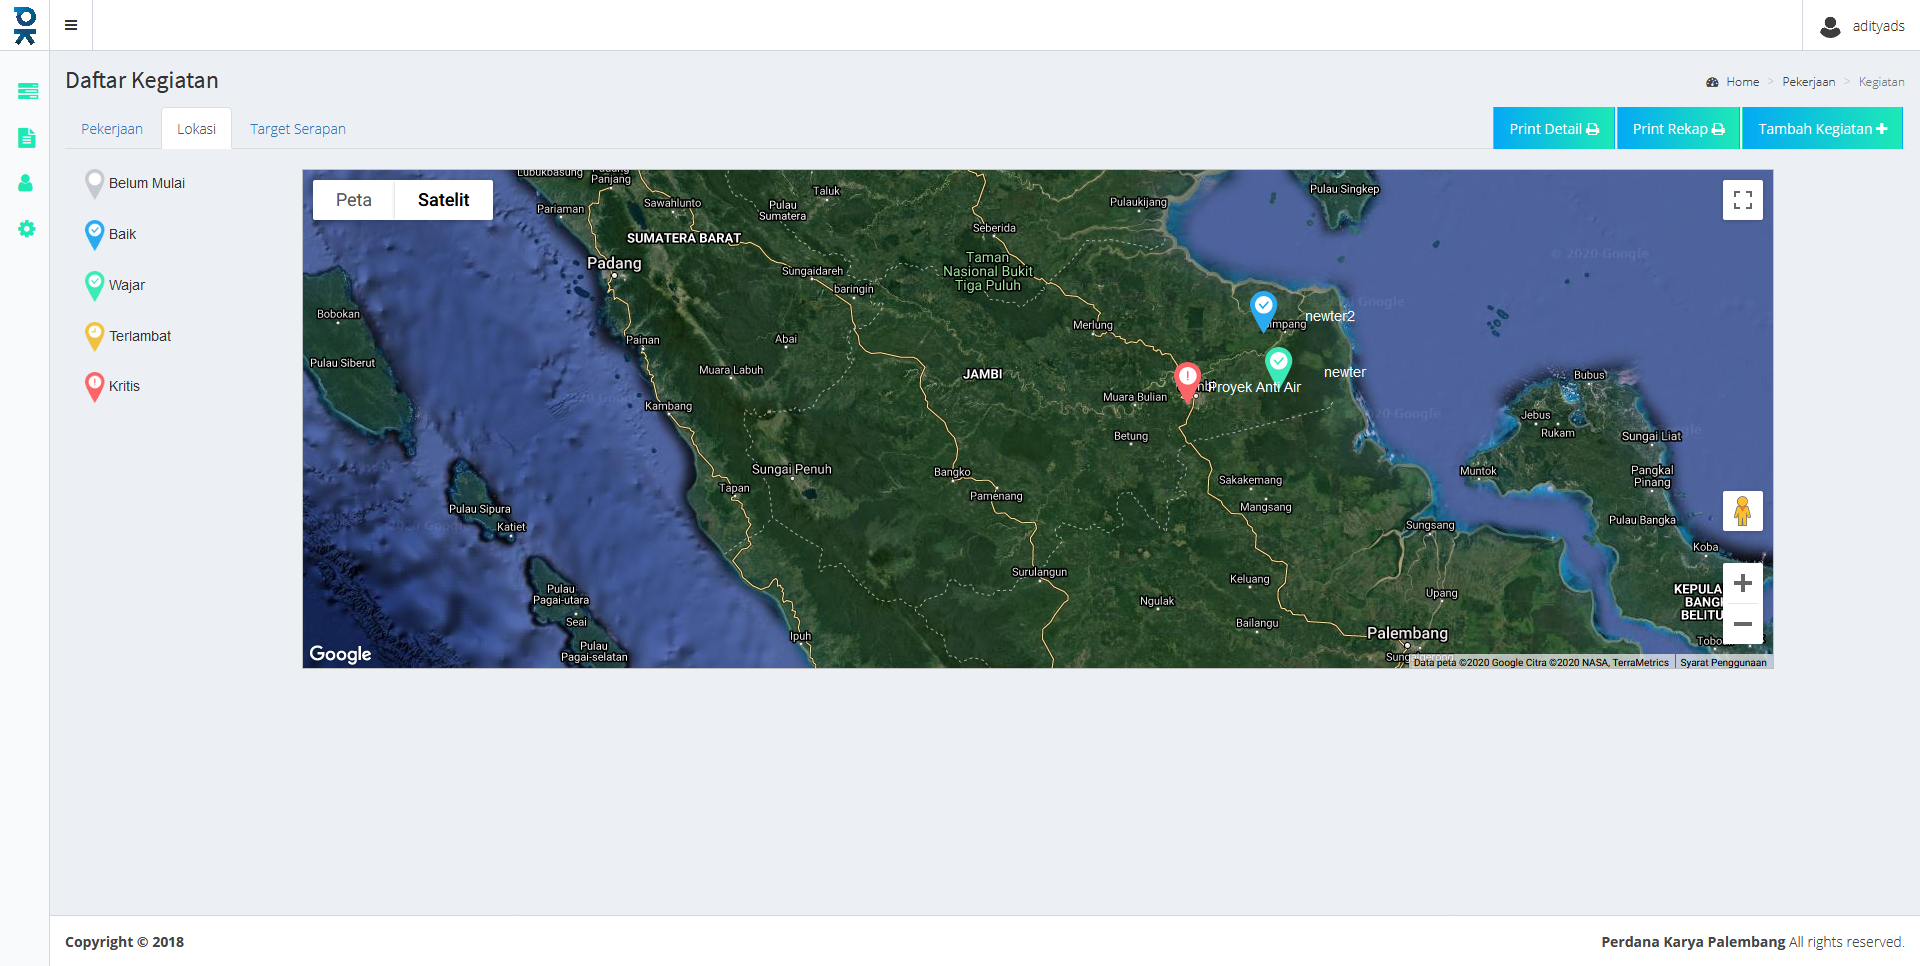 adityads
Daftar Kegiatan
Home > Pekerjaan > Kegiatan
Pekerjaan
Lokasi
Target Serapan
Print Detail
Print Rekap
Tambah Kegiatan
Belum Mulai
Baik
Wajar
Terlambat
Kritis
Peta
Satelit
Lubukbasung
Padang
Panjang
Pariaman
Sawahlunto
Taluk
Pulau
Sumatera
SUMATERA BARAT
Padang
Sungaidareh
baringin
Seberida
Taman
Nasional Bukit
Tiga Puluh
Pulaukijang
Pulau Singkep
© 2020 Google
Bobokan
Pulau Siberut
Painan
Abai
Muara Labuh
Kambang
JAMBI
Merlung
newter2
newter
Proyek Anti Air
Muara Bulian
Betung
Bubus
Jebus
Rukam
Sungai Liat
Muntok
Pangkal
Pinang
Pulau Bangka
Koba
Sungai Penuh
Tapan
Bangko
Pamenang
Sakakemang
Mangsang
Sungsang
Pulau Sipura
Katiet
Surulangun
Keluang
Upang
Ngulak
Bailangu
Palembang
Pulau
Pagai-utara
Seai
Pulau
Pagai-selatan
Ipuh
Google
Data peta ©2020 Google Citra ©2020 NASA, TerraMetrics
Syarat Penggunaan
Copyright © 2018
Perdana Karya Palembang All rights reserved.